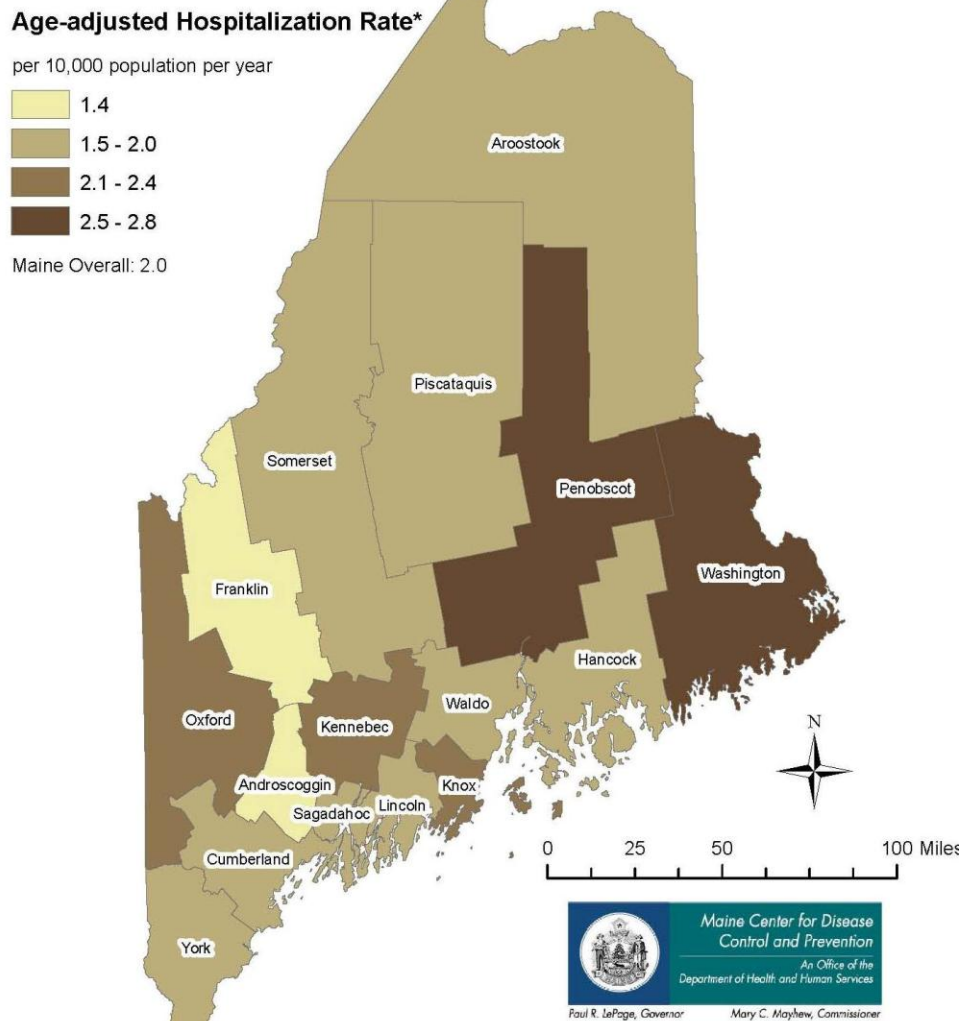 Age-adjusted Hospitalization Rate*
per 10,000 population per year
1.4
1.5 - 2.0
2.1 - 2.4
2.5 - 2.8
Maine Overall: 2.0
Aroostook
Piscataquis
Somerset
Penobscot
Franklin
Washington
Hancock
Waldo
Oxford
Kennebec
Androscoggin
Knox
Lincoln
Sagadahoc
Cumberland
York
N
0 25 50 100 Miles
Maine Center for Disease
Control and Prevention
An Office of the
Department of Health and Human Services
Paul R. LePage, Governor Mary C. Mayhew, Commissioner